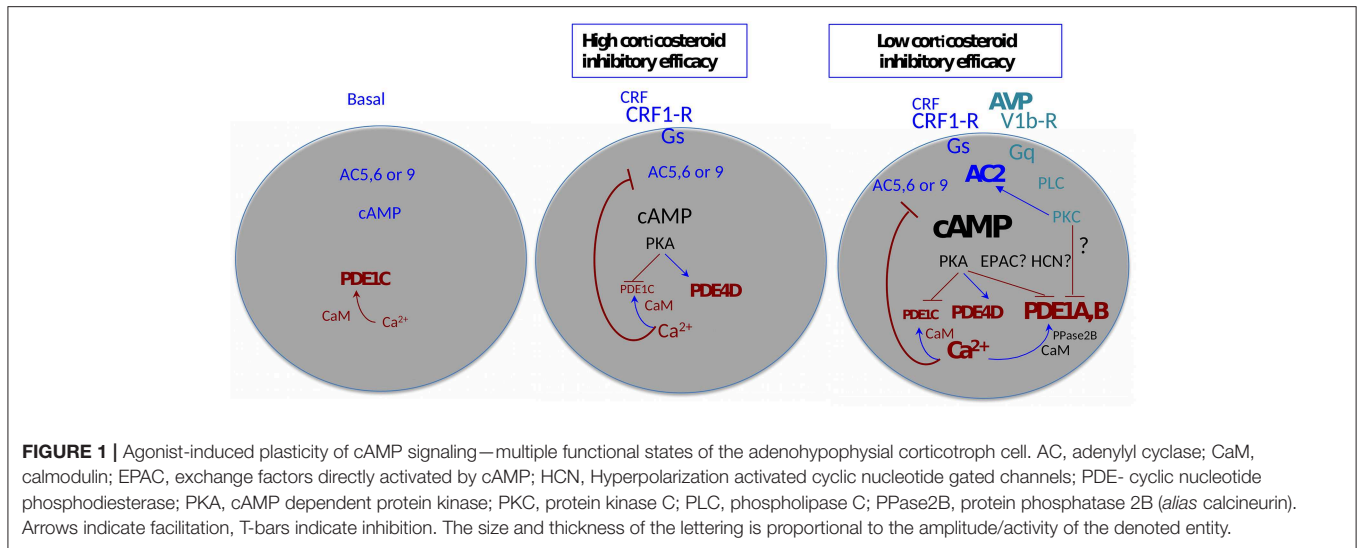 High corticosteroid
inhibitory efficacy
Low corticosteroid
inhibitory efficacy
Basal
AC5,6 or 9
cAMP
PDE1C
CaM
Ca²⁺
CRF
CRF1-R
Gs
AC5,6 or 9
cAMP
PKA
PDE1C
PDE4D
CaM
Ca²⁺
CRF
CRF1-R
AVP
V1b-R
Gs
Gq
AC5,6 or 9
AC2
PLC
PKC
cAMP
?
PKA EPAC? HCN?
PDE1C
PDE4D
PDE1A,B
CaM
PPase2B
CaM
Ca²⁺
FIGURE 1 | Agonist-induced plasticity of cAMP signaling—multiple functional states of the adenohypophysial corticotroph cell. AC, adenylyl cyclase; CaM,
calmodulin; EPAC, exchange factors directly activated by cAMP; HCN, Hyperpolarization activated cyclic nucleotide gated channels; PDE- cyclic nucleotide
phosphodiesterase; PKA, cAMP dependent protein kinase; PKC, protein kinase C; PLC, phospholipase C; PPase2B, protein phosphatase 2B (alias calcineurin).
Arrows indicate facilitation, T-bars indicate inhibition. The size and thickness of the lettering is proportional to the amplitude/activity of the denoted entity.